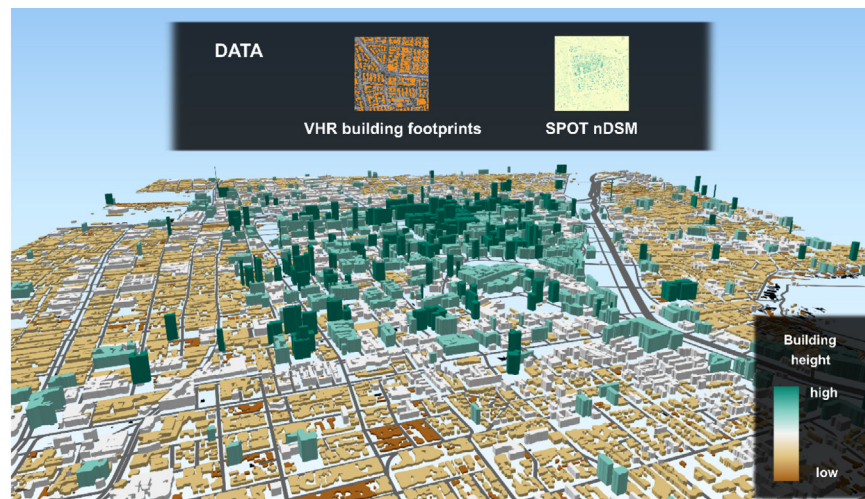 DATA
VHR building footprints
SPOT nDSM
Building
height
high
low